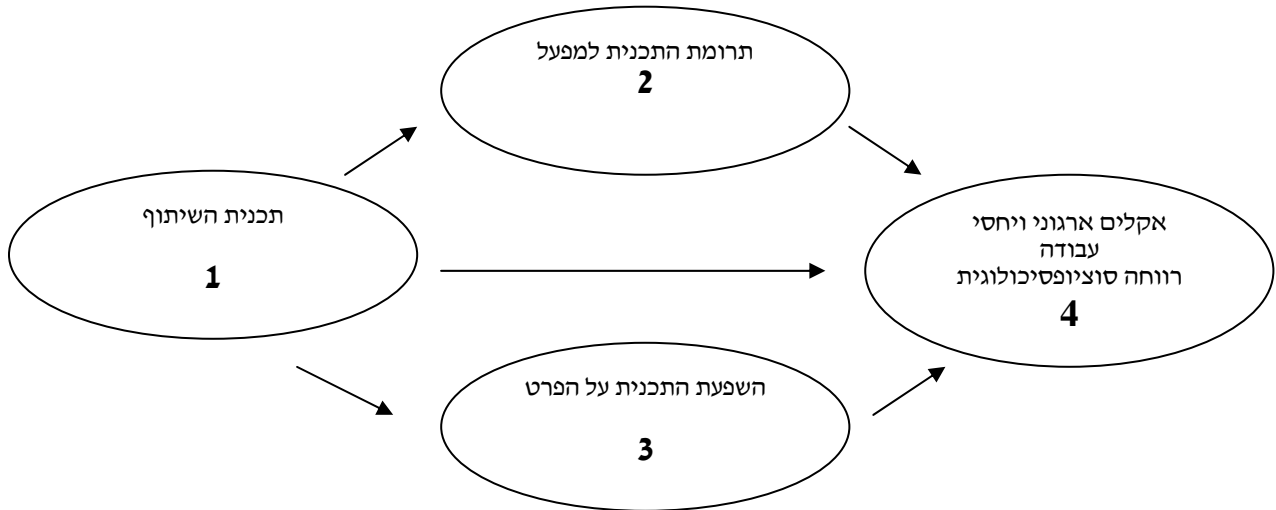 תרומת התכנית למפעל
2
תכנית השיתוף
1
אקלים ארגוני ויחסי
עבודה
רווחה סוציופסיכולוגית
4
השפעת התכנית על הפרט
3